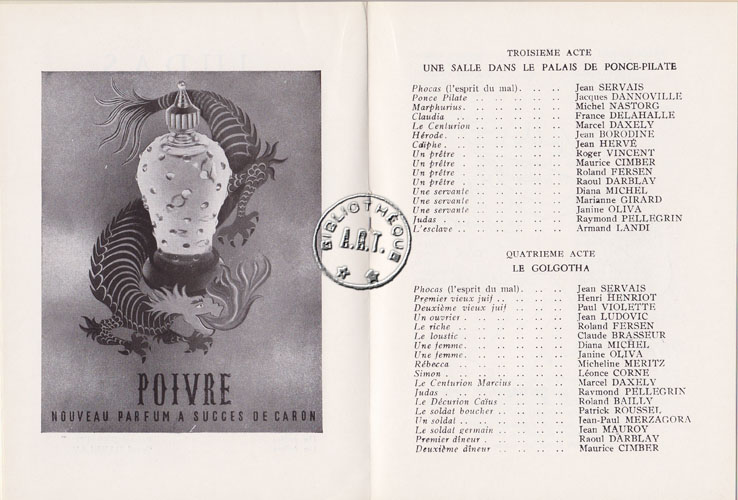 POIVRE
NOUVEAU PARFUM A SUCCES DE CARON
BIBLIOTHÈQUE
A.R.T.
TROISIEME ACTE
UNE SALLE DANS LE PALAIS DE PONCE-PILATE
Phocas (l'esprit du mal). .. .. Jean SERVAIS
Ponce Pilate .. .. .. .. .. .. Jacques DANNOVILLE
Marphurius. .. .. .. .. .. .. Michel NASTORG
Claudia .. .. .. .. .. .. .. France DELAHALLE
Le Centurion .. .. .. .. .. .. Marcel DAXELY
Hérode. .. .. .. .. .. .. .. Jean BORODINE
Caïphe. .. .. .. .. .. .. .. Jean HERVÉ
Un prêtre . .. .. .. .. .. .. Roger VINCENT
Un prêtre . .. .. .. .. .. .. Maurice CIMBER
Un prêtre . .. .. .. .. .. .. Roland FERSEN
Un prêtre . .. .. .. .. .. .. Raoul DARBLAY
Une servante .. .. .. .. .. .. Diana MICHEL
Une servante .. .. .. .. .. .. Marianne GIRARD
Une servante .. .. .. .. .. .. Janine OLIVA
Judas . .. .. .. .. .. .. .. Raymond PELLEGRIN
L'esclave .. .. .. .. .. .. .. Armand LANDI
QUATRIEME ACTE
LE GOLGOTHA
Phocas (l'esprit du mal). .. .. Jean SERVAIS
Premier vieux juif .. .. .. .. Henri HENRIOT
Deuxième vieux juif .. .. .. .. Paul VIOLETTE
Un ouvrier . .. .. .. .. .. .. Jean LUDOVIC
Le riche .. .. .. .. .. .. .. Roland FERSEN
Le loustic . .. .. .. .. .. .. Claude BRASSEUR
Une femme. .. .. .. .. .. .. Diana MICHEL
Une femme. .. .. .. .. .. .. Janine OLIVA
Rébecca .. .. .. .. .. .. .. Micheline MERITZ
Simon . .. .. .. .. .. .. .. Léonce CORNE
Le Centurion Marcius .. .. .. .. Marcel DAXELY
Judas . .. .. .. .. .. .. .. Raymond PELLEGRIN
Le Décurion Caïus .. .. .. .. Roland BAILLY
Le soldat boucher . .. .. .. .. Patrick ROUSSEL
Un soldat .. .. .. .. .. .. .. Jean-Paul MERZAGORA
Le soldat germain . .. .. .. .. Jean MAUROY
Premier dîneur . .. .. .. .. .. Raoul DARBLAY
Deuxième dîneur .. .. .. .. .. Maurice CIMBER